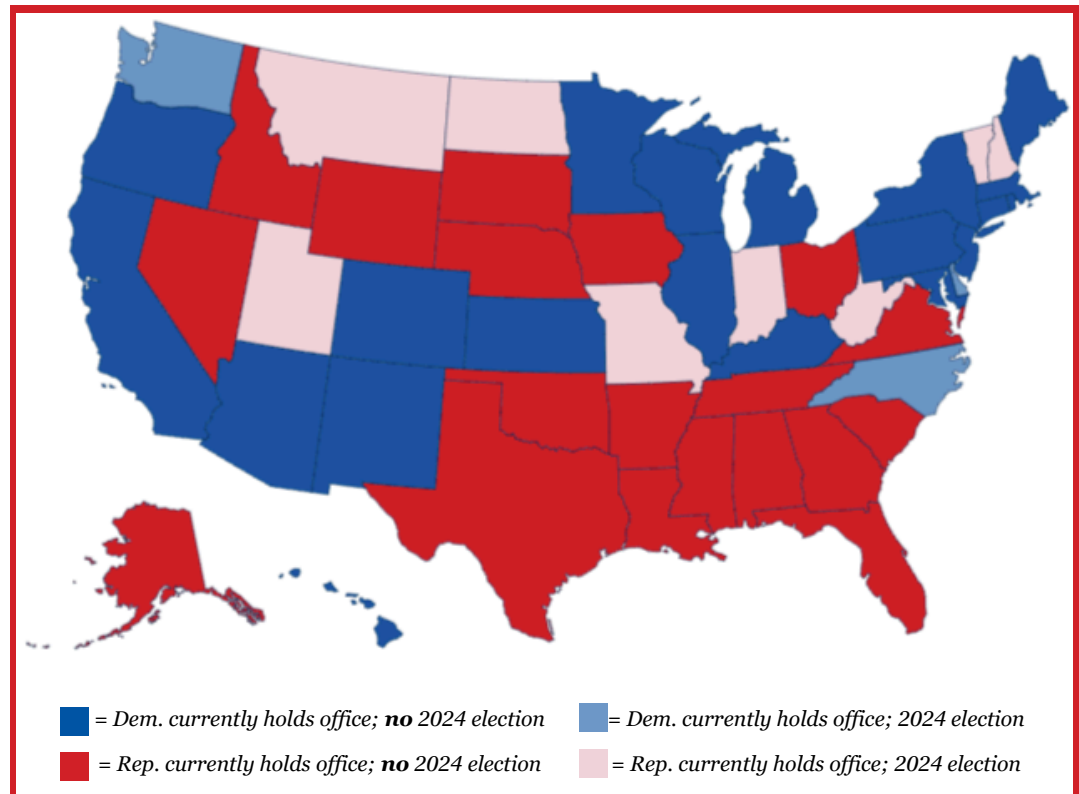 = Dem. currently holds office; no 2024 election
= Dem. currently holds office; 2024 election
= Rep. currently holds office; no 2024 election
= Rep. currently holds office; 2024 election